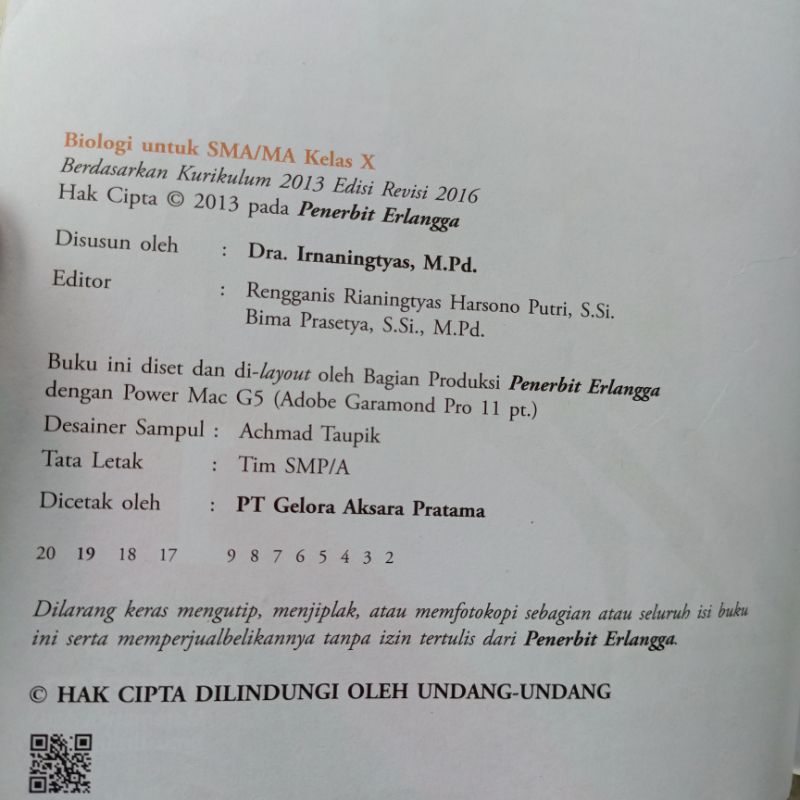 Biologi untuk SMA/MA Kelas X
Berdasarkan Kurikulum 2013 Edisi Revisi 2016
Hak Cipta © 2013 pada Penerbit Erlangga
Disusun oleh : Dra. Irnaningtyas, M.Pd.
Editor : Rengganis Rianingtyas Harsono Putri, S.Si.
Bima Prasetya, S.Si., M.Pd.
Buku ini diset dan di-layout oleh Bagian Produksi Penerbit Erlangga
dengan Power Mac G5 (Adobe Garamond Pro 11 pt.)
Desainer Sampul : Achmad Taupik
Tata Letak : Tim SMP/A
Dicetak oleh : PT Gelora Aksara Pratama
20 19 18 17 9 8 7 6 5 4 3 2
Dilarang keras mengutip, menjiplak, atau memfotokopi sebagian atau seluruh isi buku
ini serta memperjualbelikannya tanpa izin tertulis dari Penerbit Erlangga.
© HAK CIPTA DILINDUNGI OLEH UNDANG-UNDANG